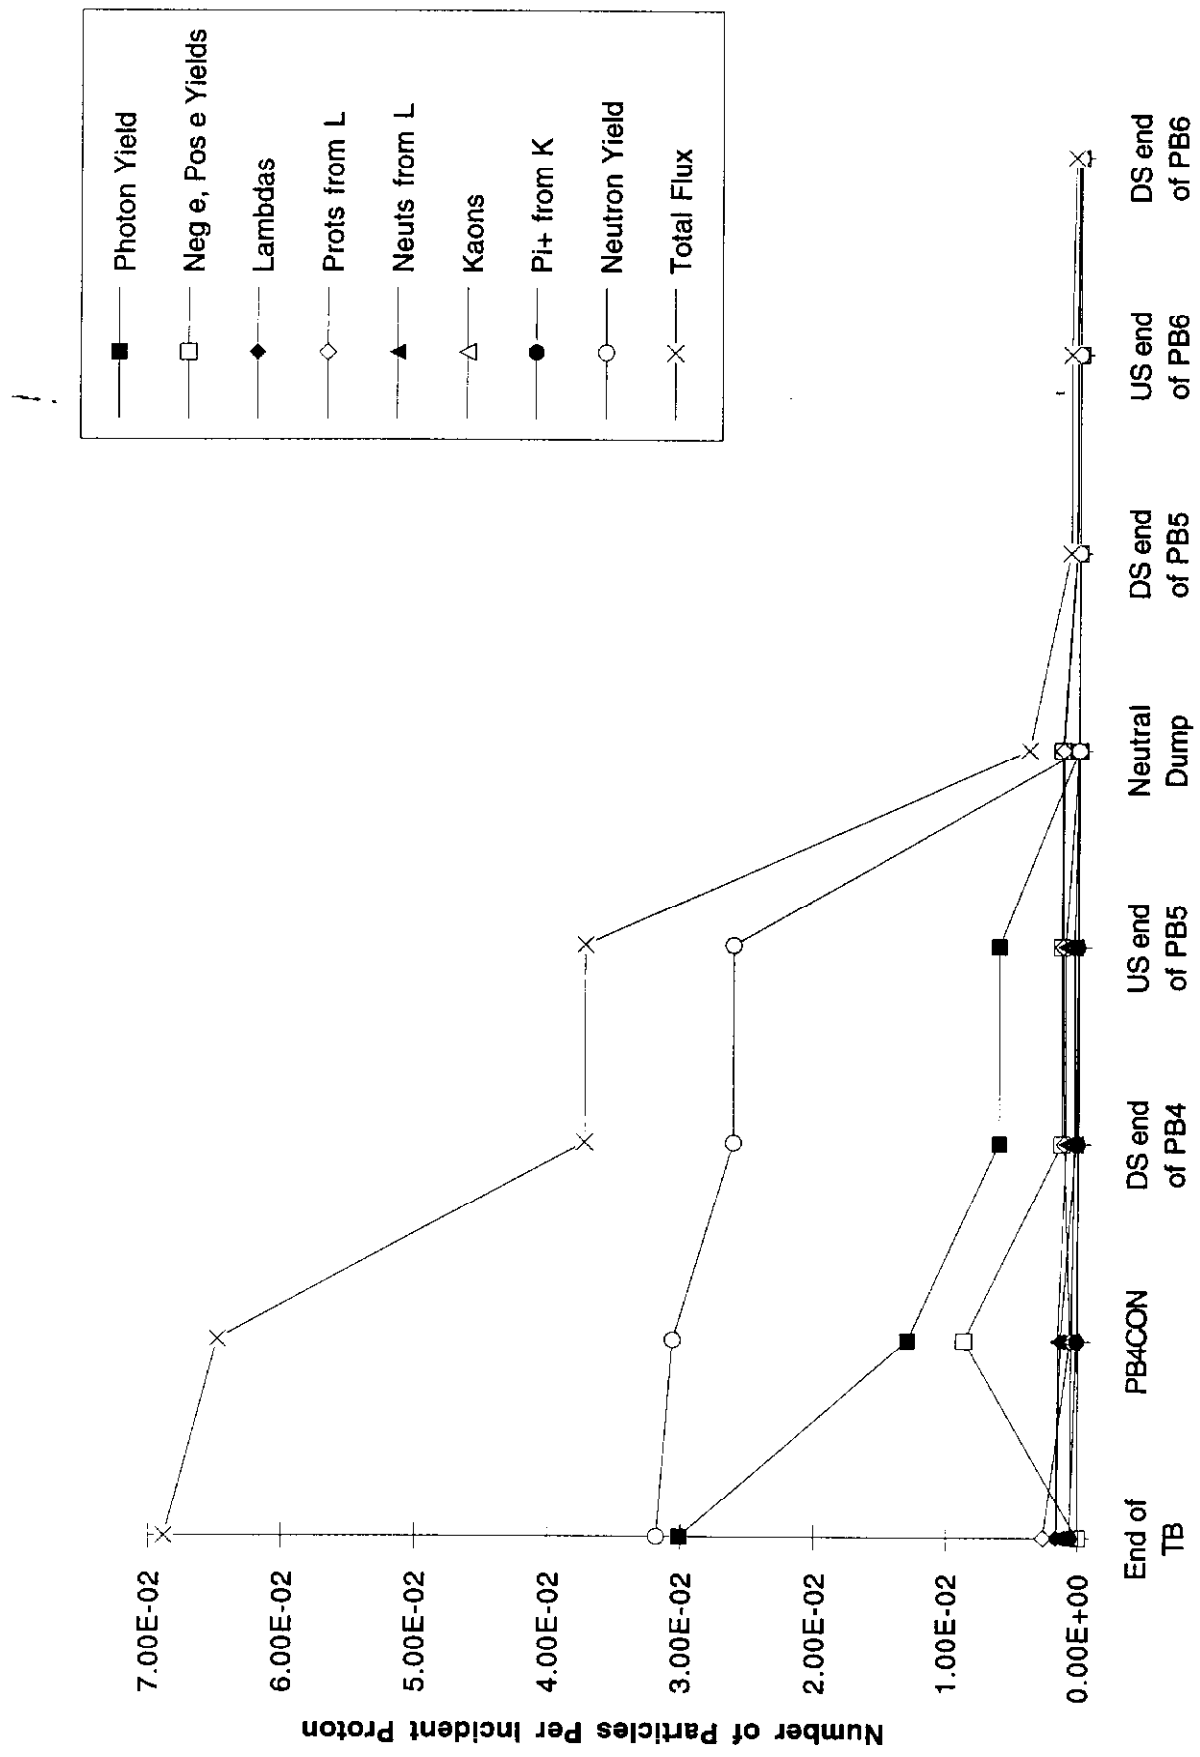 Photon Yield
Neg e, Pos e Yields
Lambdas
Prots from L
Neuts from L
Kaons
Pi+ from K
Neutron Yield
Total Flux
Number of Particles Per Incident Proton
7.00E-02
6.00E-02
5.00E-02
4.00E-02
3.00E-02
2.00E-02
1.00E-02
0.00E+00
End of
TB
PB4CON
DS end
of PB4
US end
of PB5
Neutral
Dump
DS end
of PB5
US end
of PB6
DS end
of PB6